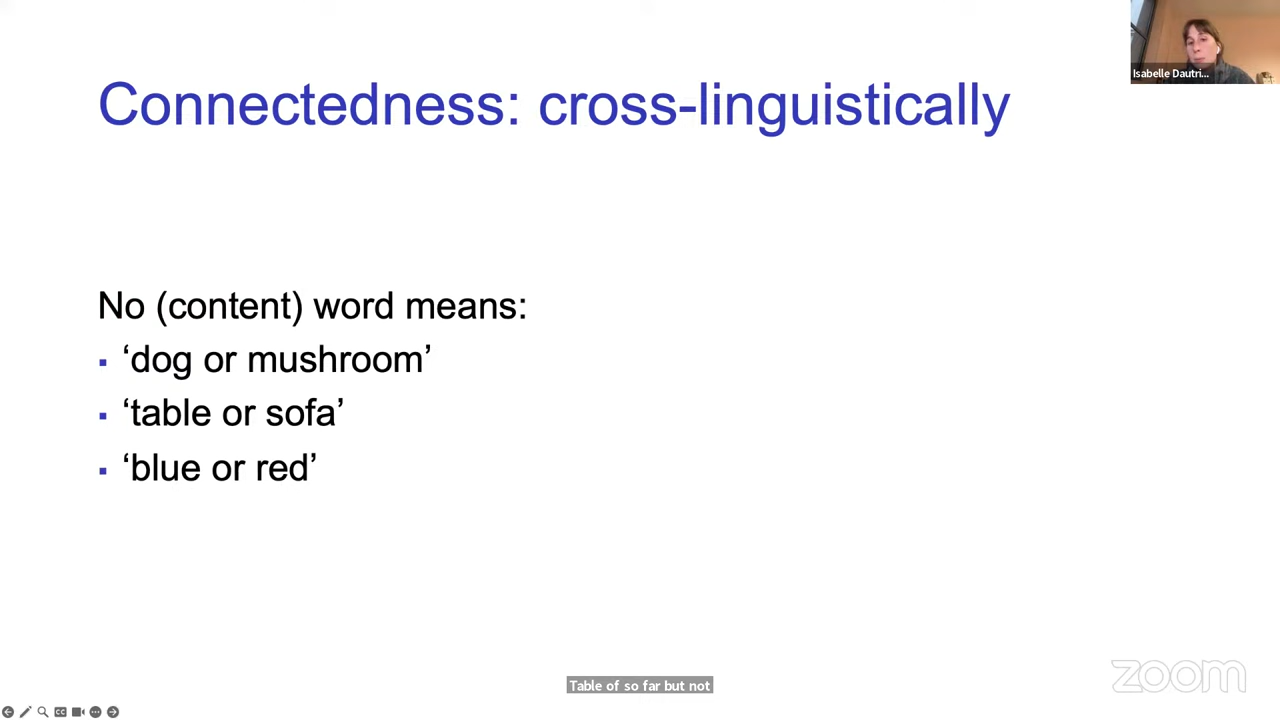 Connectedness: cross-linguistically
Isabelle Dautri...
No (content) word means:
▪ ‘dog or mushroom’
▪ ‘table or sofa’
▪ ‘blue or red’
Table of so far but not
zoom
CC